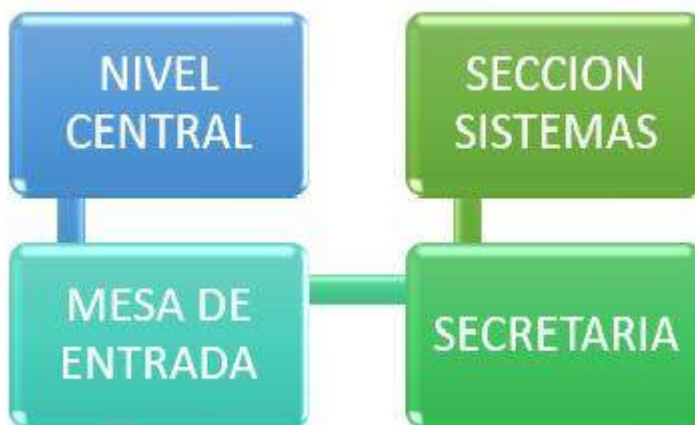 NIVEL
CENTRAL
MESA DE
ENTRADA
SECRETARIA
SECCION
SISTEMAS